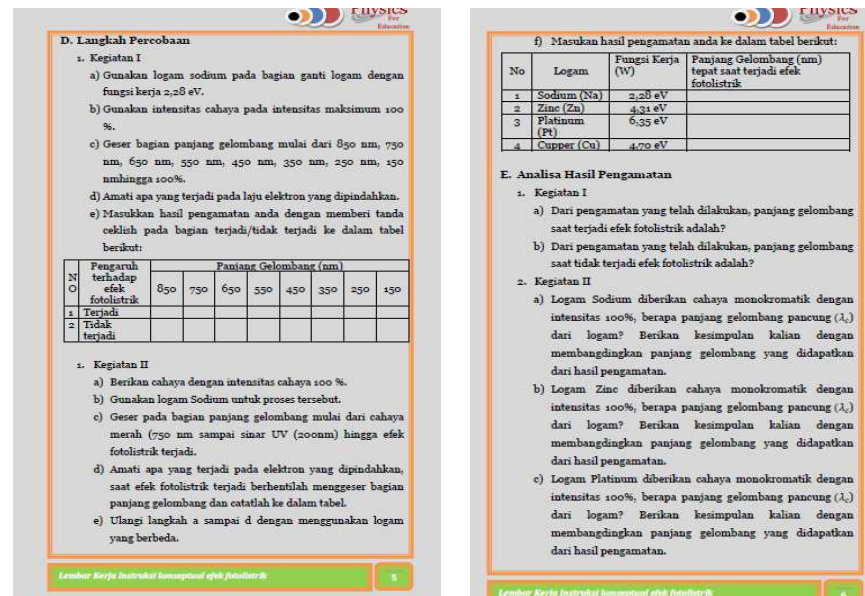 Physics
For
Education
D. Langkah Percobaan
1. Kegiatan I
a) Gunakan logam sodium pada bagian ganti logam dengan
fungsi kerja 2,28 eV.
b) Gunakan intensitas cahaya pada intensitas maksimum 100
%.
c) Geser bagian panjang gelombang mulai dari 850 nm, 750
nm, 650 nm, 550 nm, 450 nm, 350 nm, 250 nm, 150
nmhingga 100%.
d) Amati apa yang terjadi pada laju elektron yang dipindahkan.
e) Masukkan hasil pengamatan anda dengan memberi tanda
ceklish pada bagian terjadi/tidak terjadi ke dalam tabel
berikut:
NO Pengaruh terhadap efek fotolistrik Panjang Gelombang (nm)
850 750 650 550 450 350 250 150
1 Terjadi
2 Tidak
terjadi
1. Kegiatan II
a) Berikan cahaya dengan intensitas cahaya 100 %.
b) Gunakan logam Sodium untuk proses tersebut.
c) Geser pada bagian panjang gelombang mulai dari cahaya
merah (750 nm sampai sinar UV (200nm) hingga efek
fotolistrik terjadi.
d) Amati apa yang terjadi pada elektron yang dipindahkan,
saat efek fotolistrik terjadi berhentilah menggeser bagian
panjang gelombang dan catatlah ke dalam tabel.
e) Ulangi langkah a sampai d dengan menggunakan logam
yang berbeda.
Lembar Kerja Instruksi konseptual efek fotolistrik 5
Physics
For
Education
f) Masukan hasil pengamatan anda ke dalam tabel berikut:
No Logam Fungsi Kerja (W) Panjang Gelombang (nm) tepat saat terjadi efek fotolistrik
1 Sodium (Na) 2,28 eV
2 Zinc (Zn) 4,31 eV
3 Platinum (Pt) 6,35 eV
4 Cupper (Cu) 4,70 eV
E. Analisa Hasil Pengamatan
1. Kegiatan I
a) Dari pengamatan yang telah dilakukan, panjang gelombang
saat terjadi efek fotolistrik adalah?
b) Dari pengamatan yang telah dilakukan, panjang gelombang
saat tidak terjadi efek fotolistrik adalah?
2. Kegiatan II
a) Logam Sodium diberikan cahaya monokromatik dengan
intensitas 100%, berapa panjang gelombang pancung (λc)
dari logam? Berikan kesimpulan kalian dengan
membangdingkan panjang gelombang yang didapatkan
dari hasil pengamatan.
b) Logam Zinc diberikan cahaya monokromatik dengan
intensitas 100%, berapa panjang gelombang pancung (λc)
dari logam? Berikan kesimpulan kalian dengan
membangdingkan panjang gelombang yang didapatkan
dari hasil pengamatan.
c) Logam Platinum diberikan cahaya monokromatik dengan
intensitas 100%, berapa panjang gelombang pancung (λc)
dari logam? Berikan kesimpulan kalian dengan
membangdingkan panjang gelombang yang didapatkan
dari hasil pengamatan.
Lembar Kerja Instruksi konseptual efek fotolistrik 6